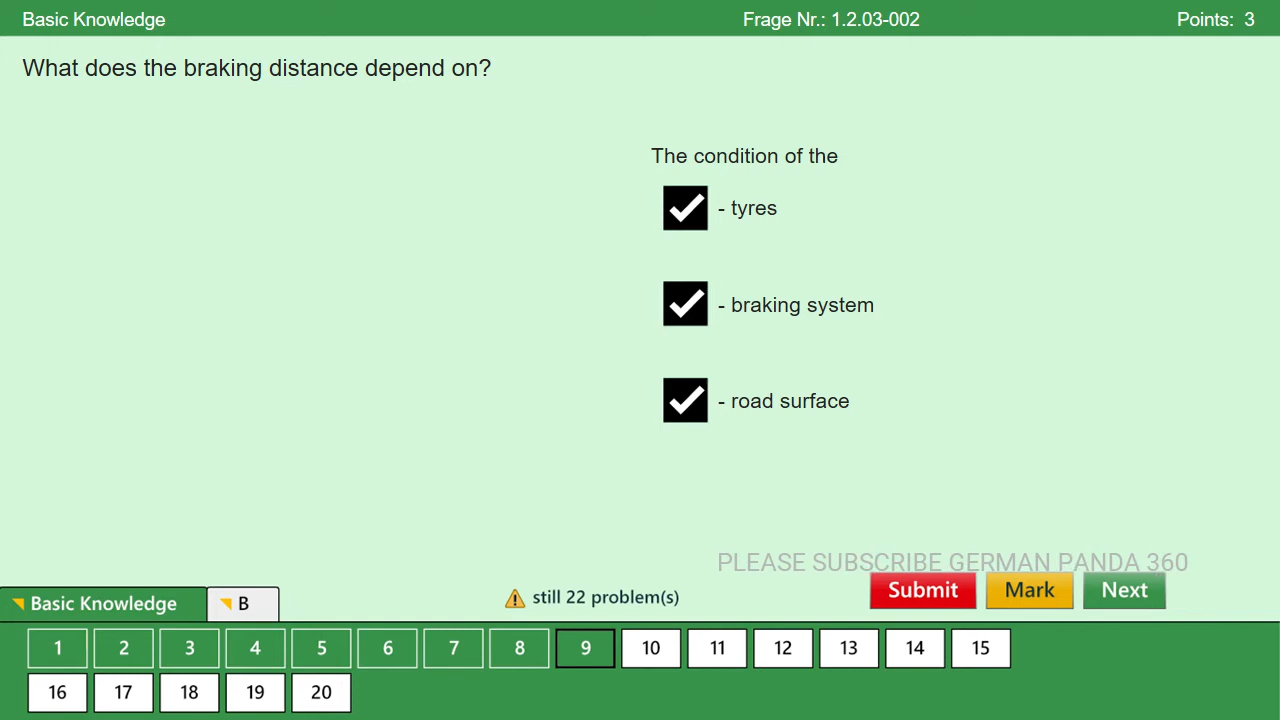 Basic Knowledge
Frage Nr.: 1.2.03-002
Points: 3
What does the braking distance depend on?
The condition of the
- tyres
- braking system
- road surface
PLEASE SUBSCRIBE GERMAN PANDA 360
Submit
Mark
Next
Basic Knowledge
B
still 22 problem(s)
1 2 3 4 5 6 7 8 9 10 11 12 13 14 15
16 17 18 19 20